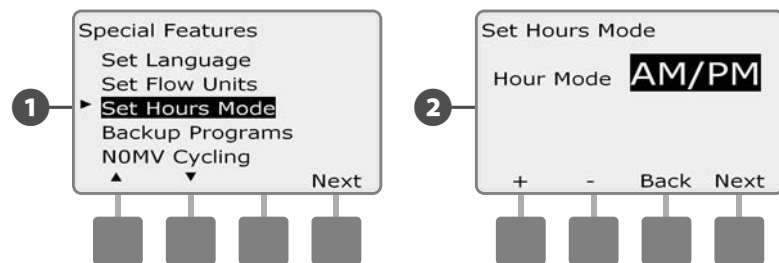 Special Features
Set Language
Set Flow Units
1
Set Hours Mode
Backup Programs
N0MV Cycling
Next
Set Hours Mode
2
Hour Mode AM/PM
+ - Back Next